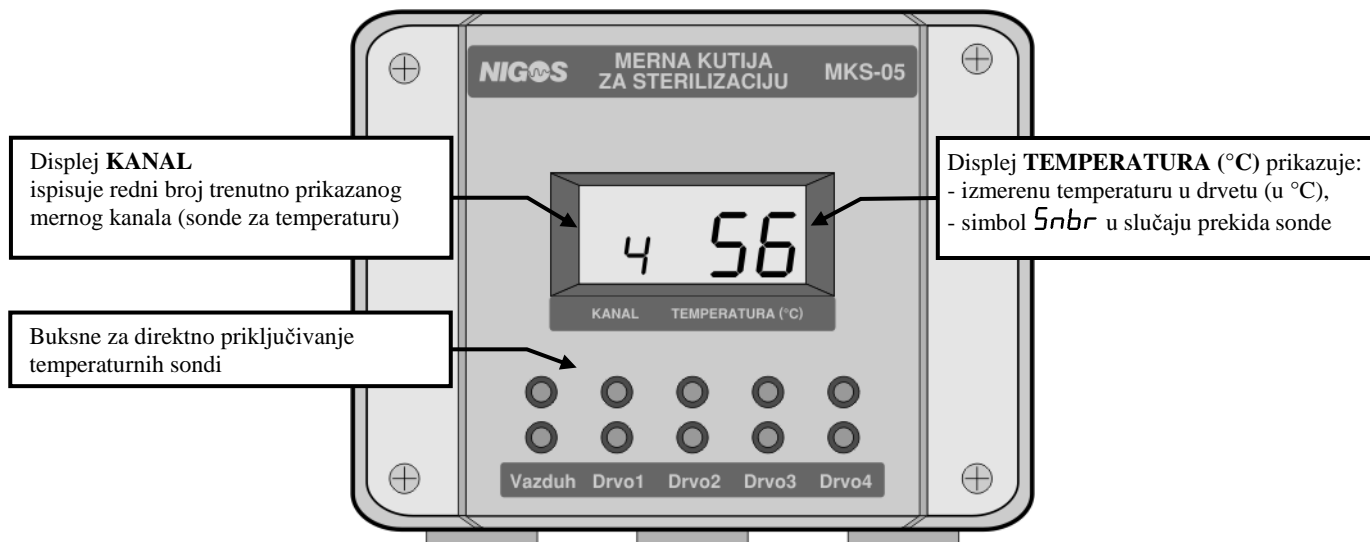 NIGOS
MERNA KUTIJA
ZA STERILIZACIJU
MKS-05
Displej KANAL
ispisuje redni broj trenutno prikazanog
mernog kanala (sonde za temperaturu)
Displej TEMPERATURA (°C) prikazuje:
- izmerenu temperaturu u drvetu (u °C),
- simbol Snbr u slučaju prekida sonde
4 56
KANAL TEMPERATURA (°C)
Buksne za direktno priključivanje
temperaturnih sondi
Vazduh Drvo1 Drvo2 Drvo3 Drvo4